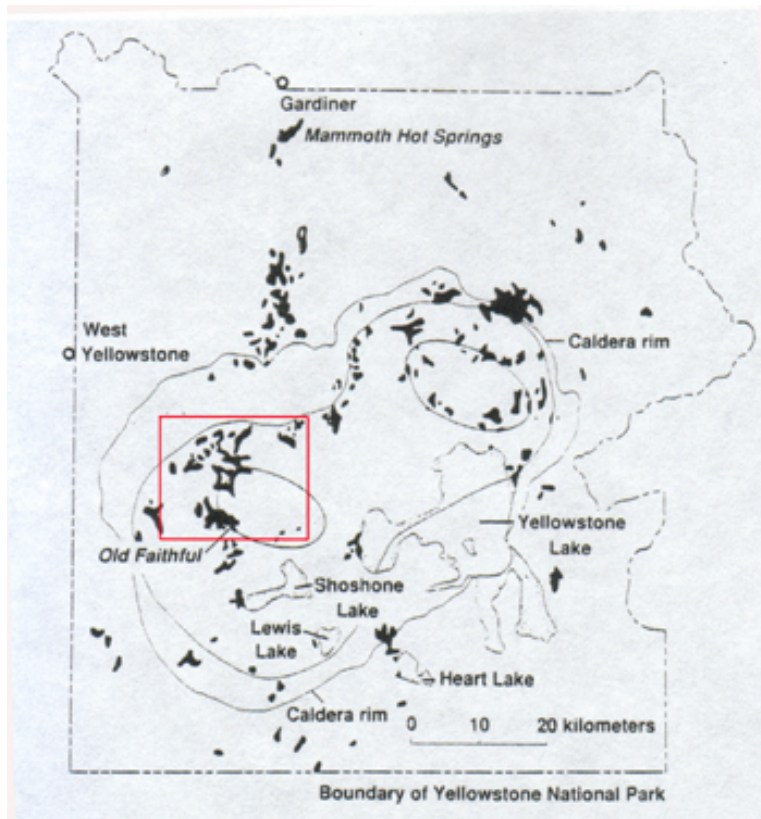 Gardiner
Mammoth Hot Springs
West
Yellowstone
Caldera rim
Old Faithful
Yellowstone
Lake
Shoshone
Lake
Lewis
Lake
Heart Lake
Caldera rim
0 10 20 kilometers
Boundary of Yellowstone National Park